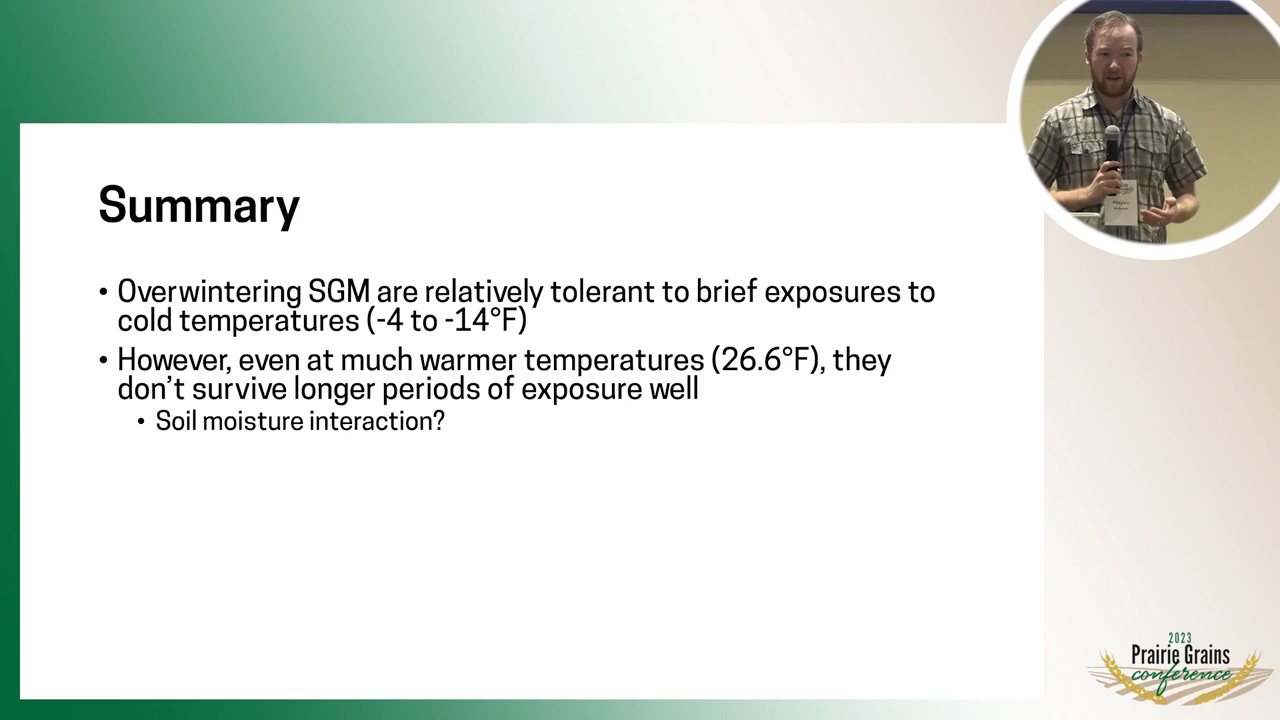 Summary
• Overwintering SGM are relatively tolerant to brief exposures to
cold temperatures (-4 to -14°F)
• However, even at much warmer temperatures (26.6°F), they
don’t survive longer periods of exposure well
• Soil moisture interaction?
2023
Prairie Grains
conference